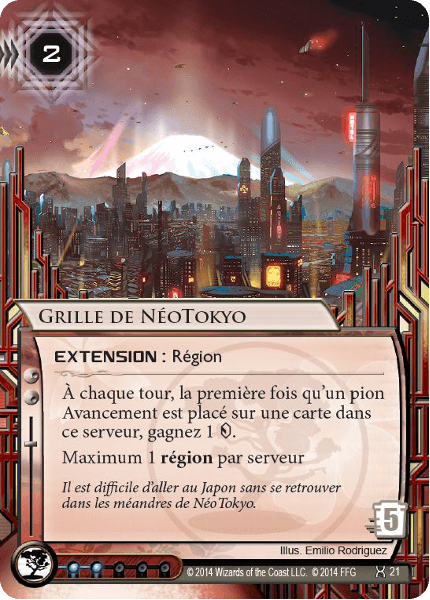 2
GRILLE DE NÉOTOKYO
EXTENSION : Région
À chaque tour, la première fois qu'un pion
Avancement est placé sur une carte dans
ce serveur, gagnez 1 .
Maximum 1 région par serveur
Il est difficile d'aller au Japon sans se retrouver
dans les méandres de NéoTokyo.
5
Illus. Emilio Rodriguez
© 2014 Wizards of the Coast LLC. © 2014 FFG 21